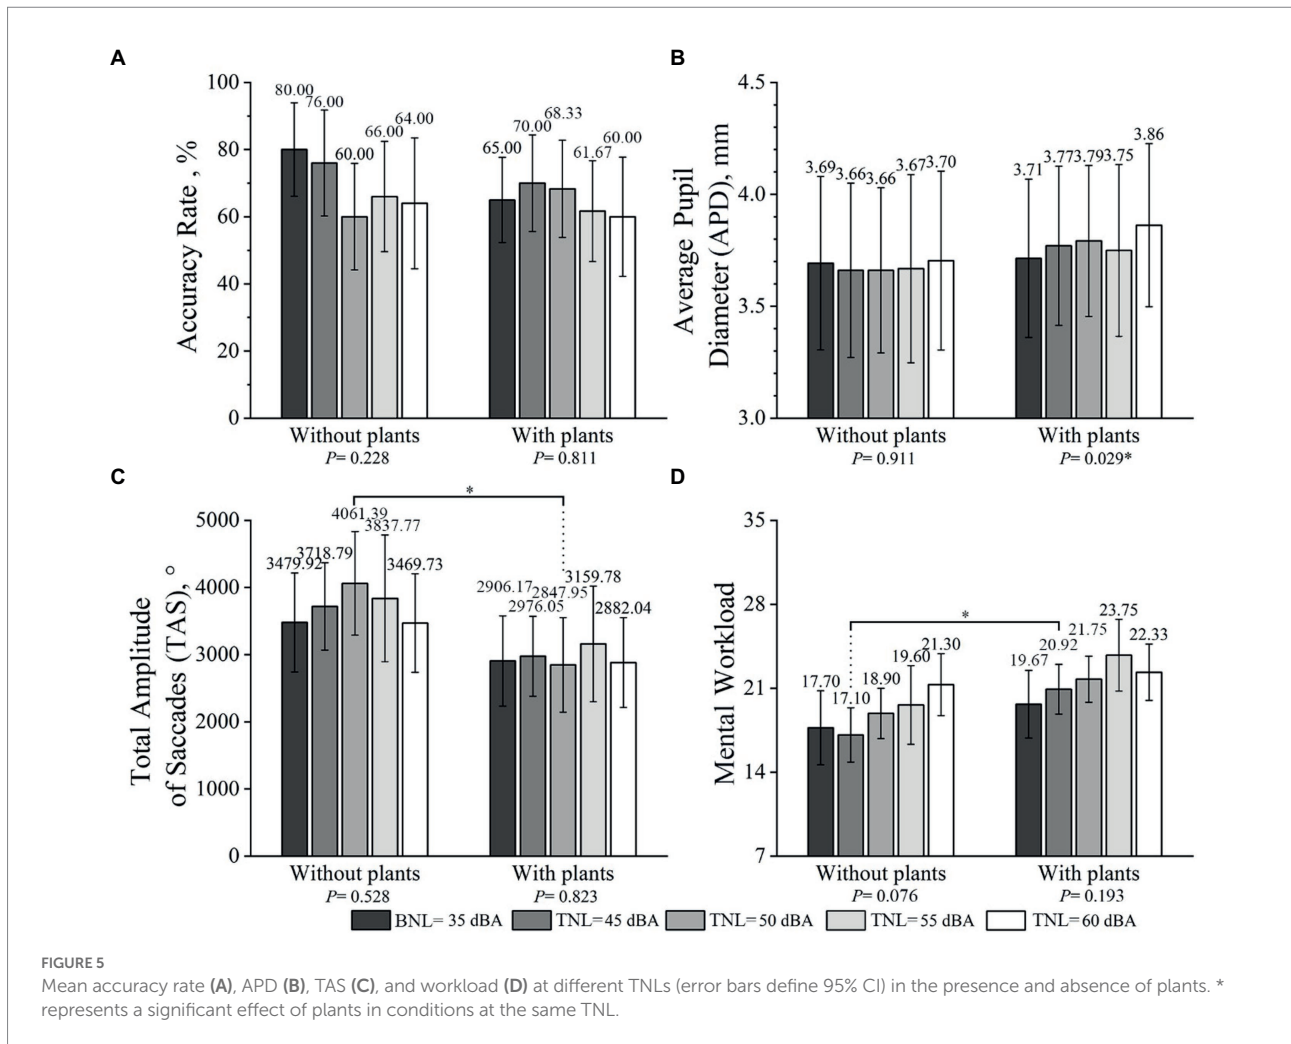 A
100
80
60
40
20
0
Accuracy Rate , %
80.00
76.00
60.00
66.00
64.00
65.00
70.00
68.33
61.67
60.00
Without plants
P= 0.228
With plants
P= 0.811
B
4.5
4.0
3.5
3.0
Average Pupil
Diameter (APD), mm
3.69
3.66
3.66
3.67
3.70
3.71
3.77
3.79
3.75
3.86
Without plants
P= 0.911
With plants
P= 0.029*
C
5000
4000
3000
2000
1000
0
Total Amplitude
of Saccades (TAS), °
*
3479.92
3718.79
4061.39
3837.77
3469.73
2906.17
2976.05
2847.95
3159.78
2882.04
Without plants
P= 0.528
With plants
P= 0.823
D
35
28
21
14
7
Mental Workload
*
17.70
17.10
18.90
19.60
21.30
19.67
20.92
21.75
23.75
22.33
Without plants
P= 0.076
With plants
P= 0.193
BNL= 35 dBA TNL=45 dBA TNL=50 dBA TNL=55 dBA TNL=60 dBA
FIGURE 5
Mean accuracy rate (A), APD (B), TAS (C), and workload (D) at different TNLs (error bars define 95% CI) in the presence and absence of plants. *
represents a significant effect of plants in conditions at the same TNL.